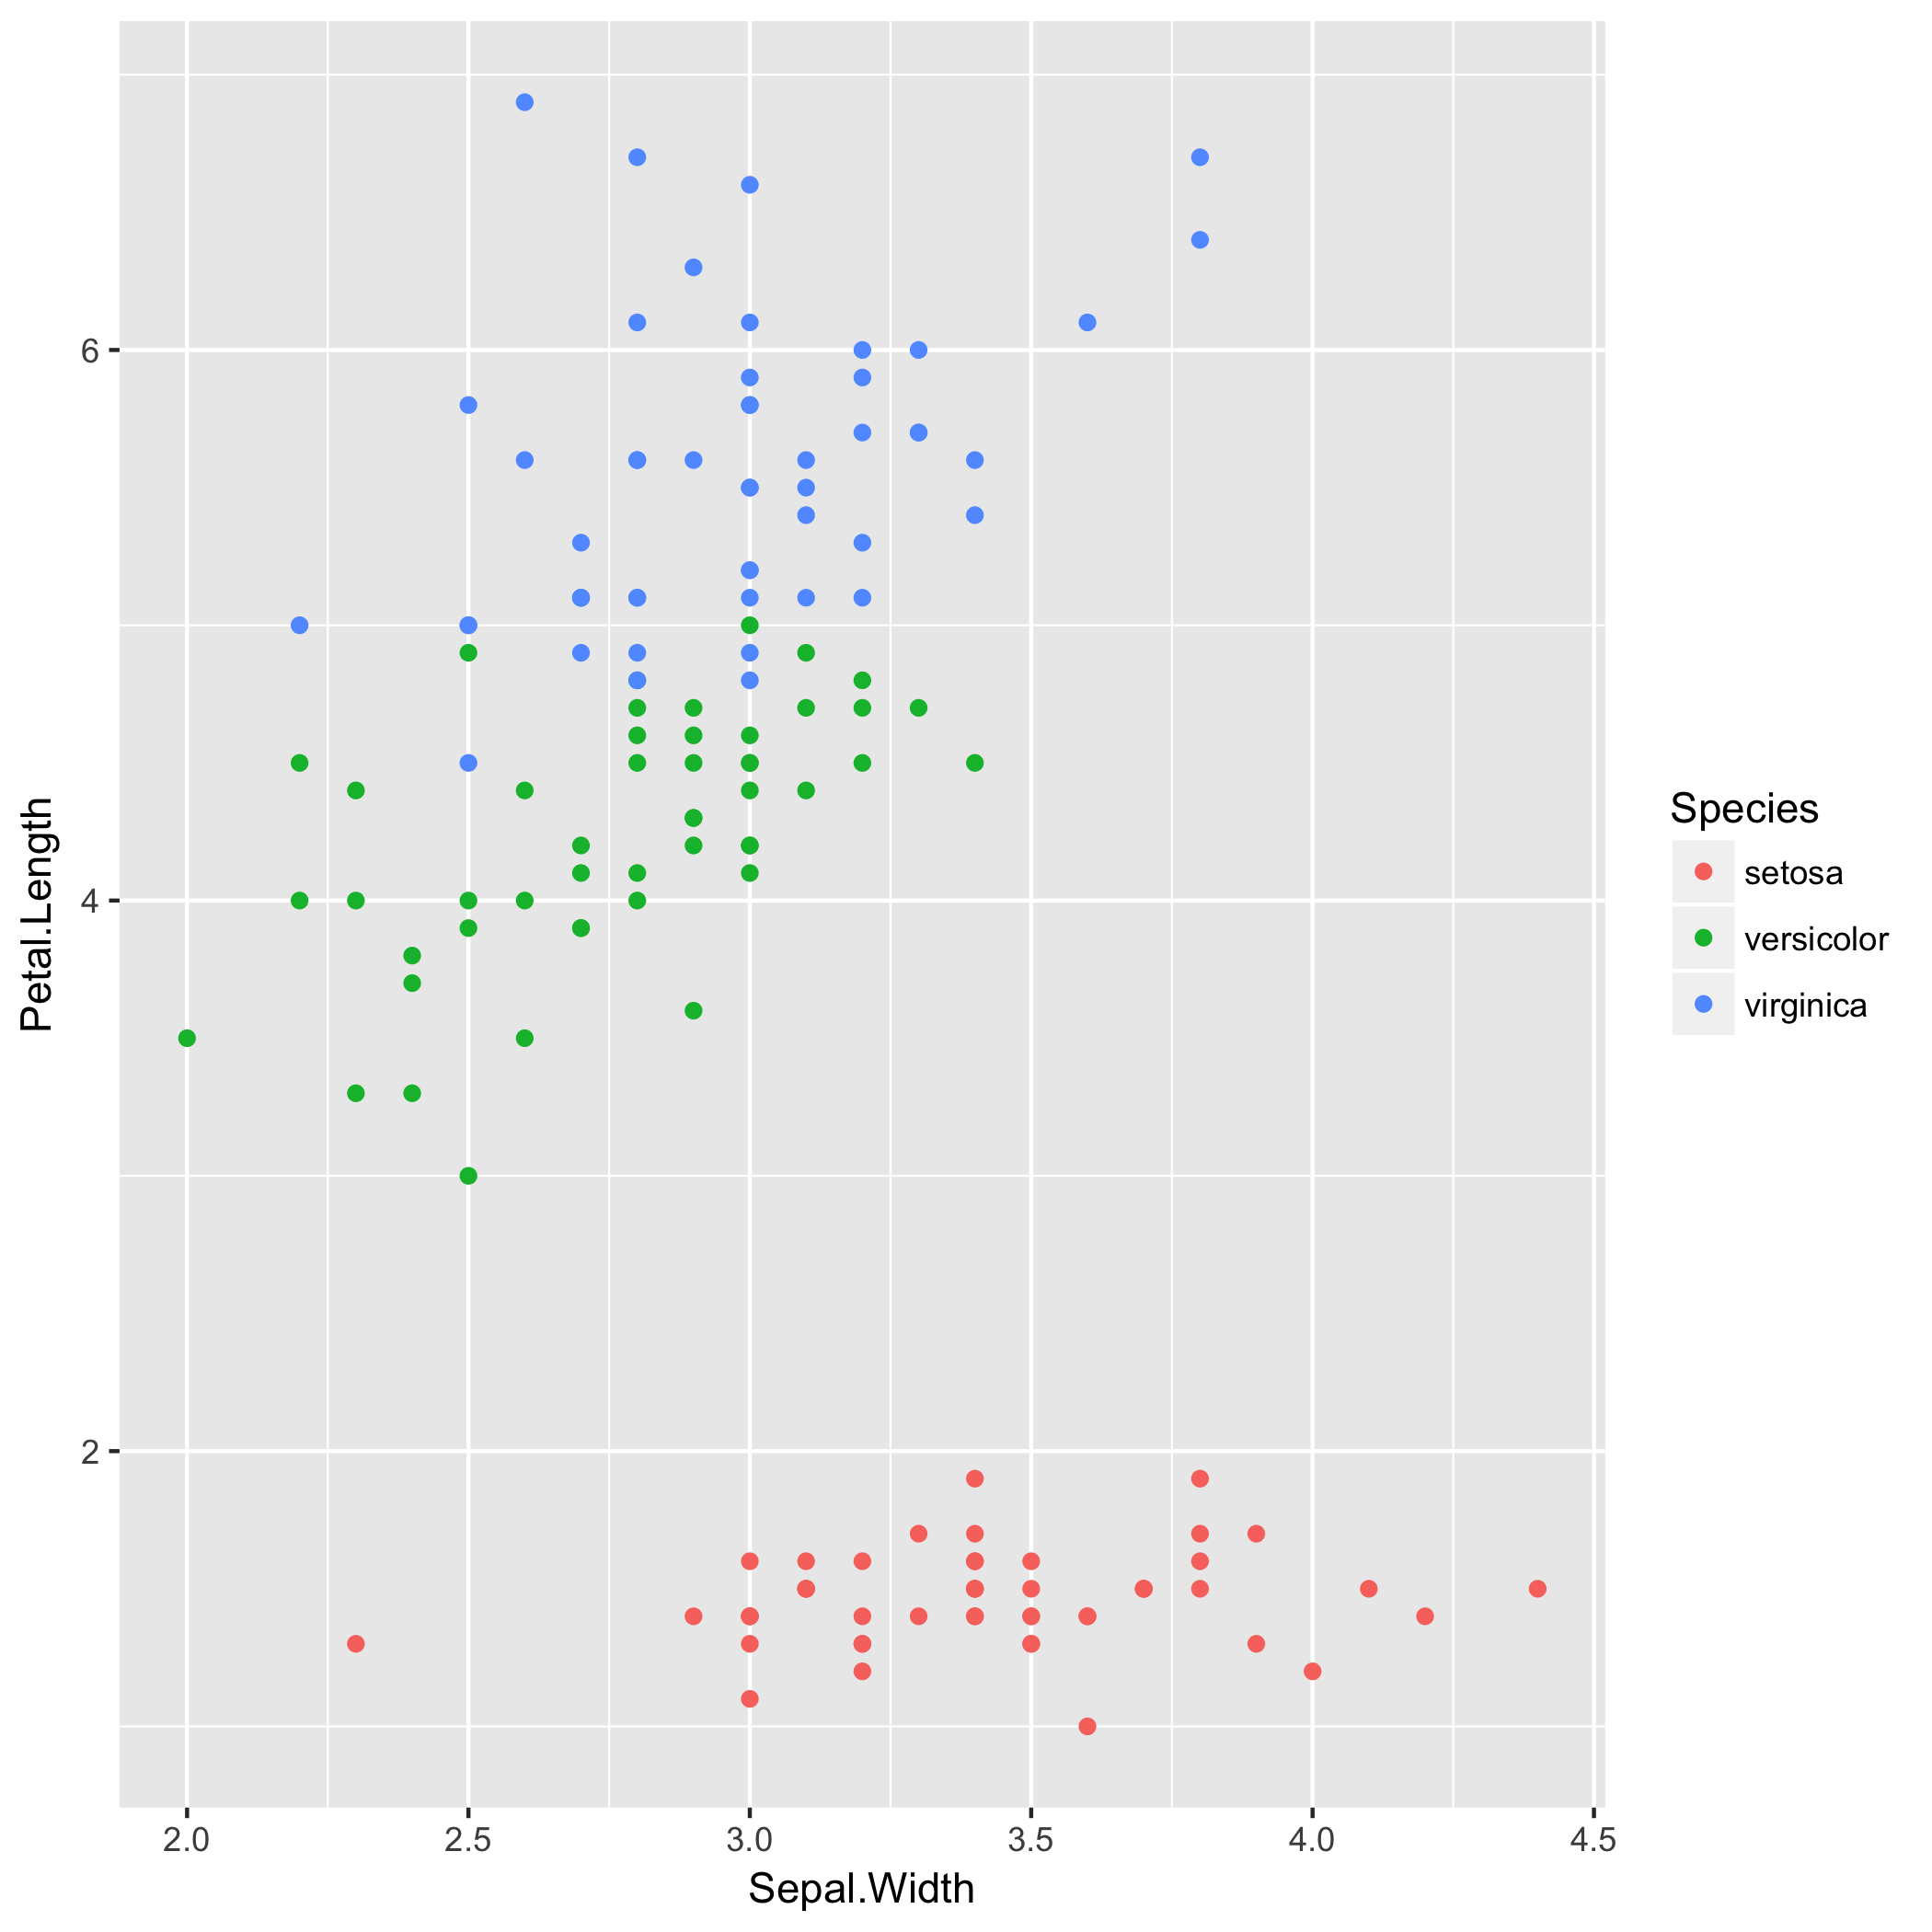 Petal.Length
6
4
2
2.0 2.5 3.0 3.5 4.0 4.5
Sepal.Width
Species
setosa
versicolor
virginica